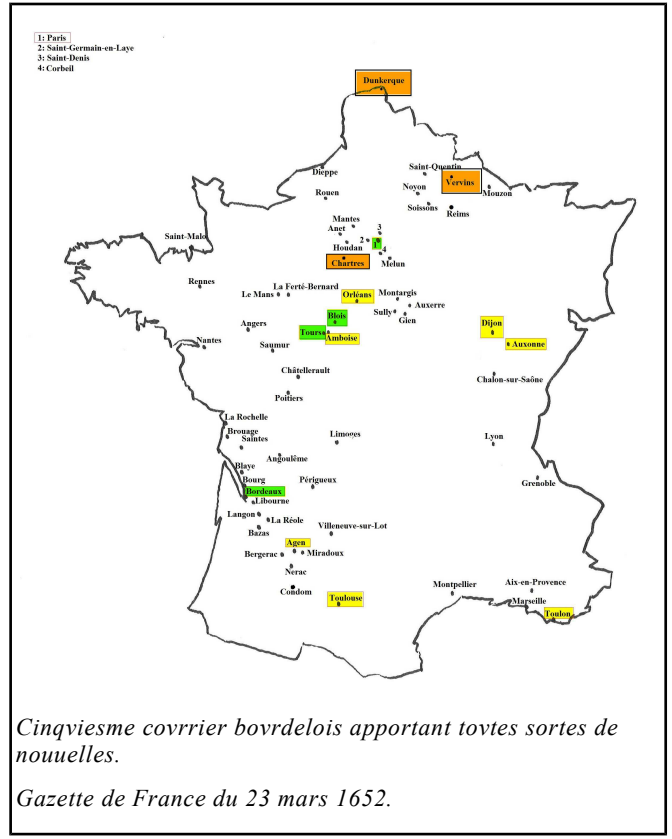 1: Paris
2: Saint-Germain-en-Laye
3: Saint-Denis
4: Corbeil
Dunkerque
Dieppe
Saint-Quentin
Vervins
Noyon
Mouzon
Rouen
Soissons
Reims
Mantes
Anet
3
Saint-Malo
2
1
Houdan
4
Chartres
Melun
Rennes
La Ferté-Bernard
Le Mans
Orléans
Montargis
Auxerre
Sully
Gien
Blois
Angers
Tours
Amboise
Dijon
Auxonne
Nantes
Saumur
Châtellerault
Chalon-sur-Saône
Poitiers
La Rochelle
Brouage
Saintes
Limoges
Lyon
Angoulême
Blaye
Bourg
Périgueux
Grenoble
Bordeaux
Libourne
Langon
La Réole
Bazas
Villeneuve-sur-Lot
Agen
Bergerac
Miradoux
Nerac
Condom
Toulouse
Montpellier
Aix-en-Provence
Marseille
Toulon
Cinqviesme covrrier bovrdelois apportant tovtes sortes de
nouuelles.
Gazette de France du 23 mars 1652.